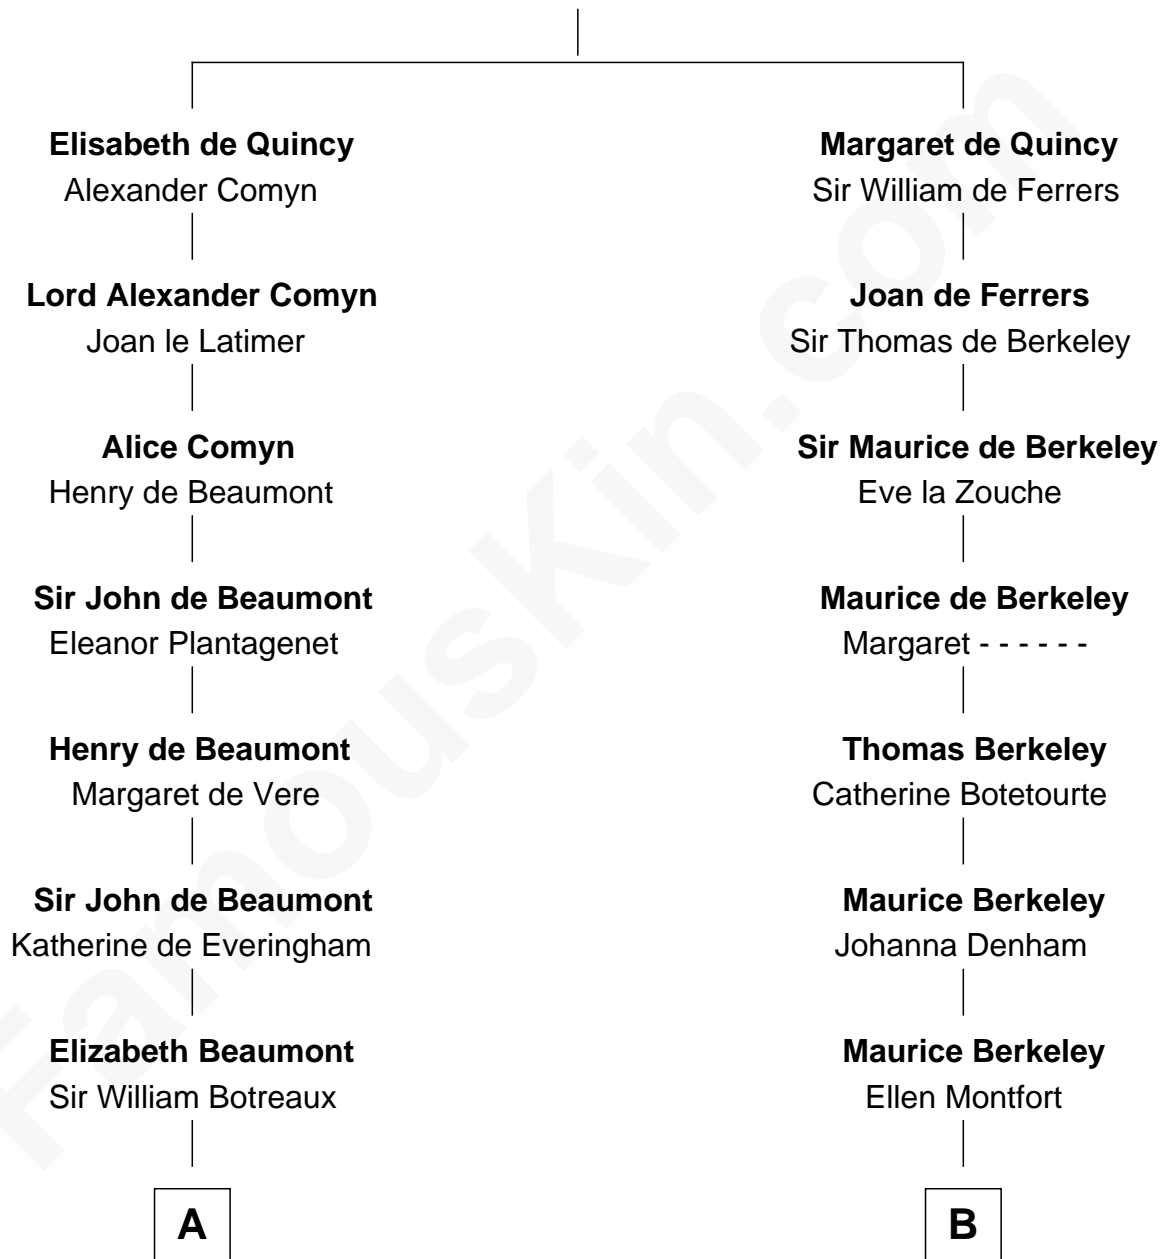 Elisabeth de Quincy
Alexander Comyn
Lord Alexander Comyn
Joan le Latimer
Alice Comyn
Henry de Beaumont
Sir John de Beaumont
Eleanor Plantagenet
Henry de Beaumont
Margaret de Vere
Sir John de Beaumont
Katherine de Everingham
Elizabeth Beaumont
Sir William Botreaux
A
Margaret de Quincy
Sir William de Ferrers
Joan de Ferrers
Sir Thomas de Berkeley
Sir Maurice de Berkeley
Eve la Zouche
Maurice de Berkeley
Margaret - - - - - -
Thomas Berkeley
Catherine Botetourte
Maurice Berkeley
Johanna Denham
Maurice Berkeley
Ellen Montfort
B
FamousKin.com